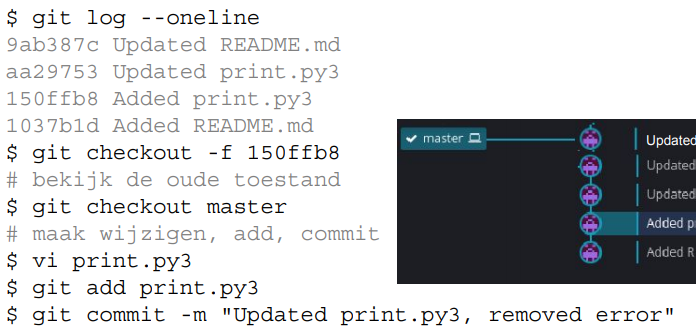 $ git log --oneline
9ab387c Updated README.md
aa29753 Updated print.py3
150ffb8 Added print.py3
1037b1d Added README.md
$ git checkout -f 150ffb8
# bekijk de oude toestand
$ git checkout master
# maak wijzigen, add, commit
$ vi print.py3
$ git add print.py3
$ git commit -m "Updated print.py3, removed error"
master
Updated
Updated
Updated
Added p
Added R